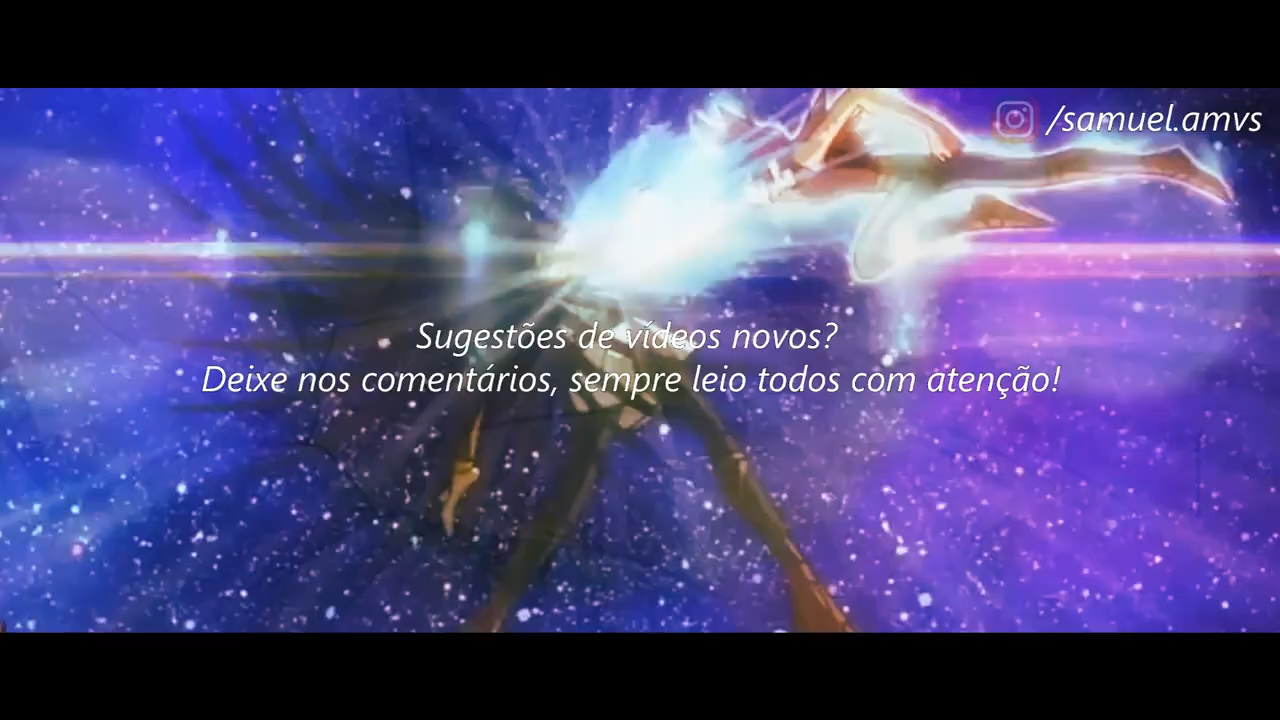 /samuel.amvs
Sugestões de vídeos novos?
Deixe nos comentários, sempre leio todos com atenção!